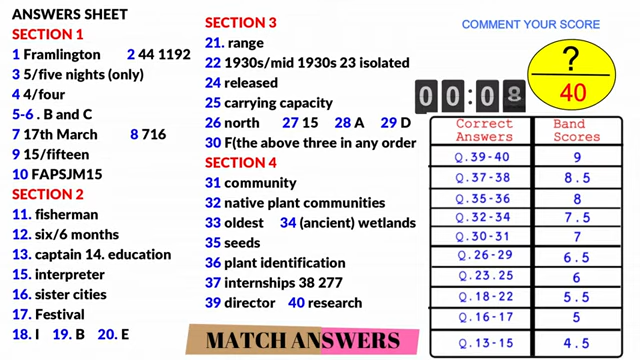 ANSWERS SHEET
SECTION 1
1 Framlington 2 44 1192
3 5/five nights (only)
4 4/four
5-6 . B and C
7 17th March 8 716
9 15/fifteen
10 FAPSJM15
SECTION 2
11. fisherman
12. six/6 months
13. captain 14. education
15. interpreter
16. sister cities
17. Festival
18. I 19. B 20. E
SECTION 3
21. range
22 1930s/mid 1930s 23 isolated
24 released
25 carrying capacity
26 north 27 15 28 A 29 D
30 F(the above three in any order
SECTION 4
31 community
32 native plant communities
33 oldest 34 (ancient) wetlands
35 seeds
36 plant identification
37 internships 38 277
39 director 40 research
MATCH ANSWERS
COMMENT YOUR SCORE
?
40
00:08
Correct Answers Band Scores
Q.39-40 9
Q.37-38 8.5
Q.35-36 8
Q.32-34 7.5
Q.30-31 7
Q.26-29 6.5
Q.23.25 6
Q.18-22 5.5
Q.16-17 5
Q.13-15 4.5